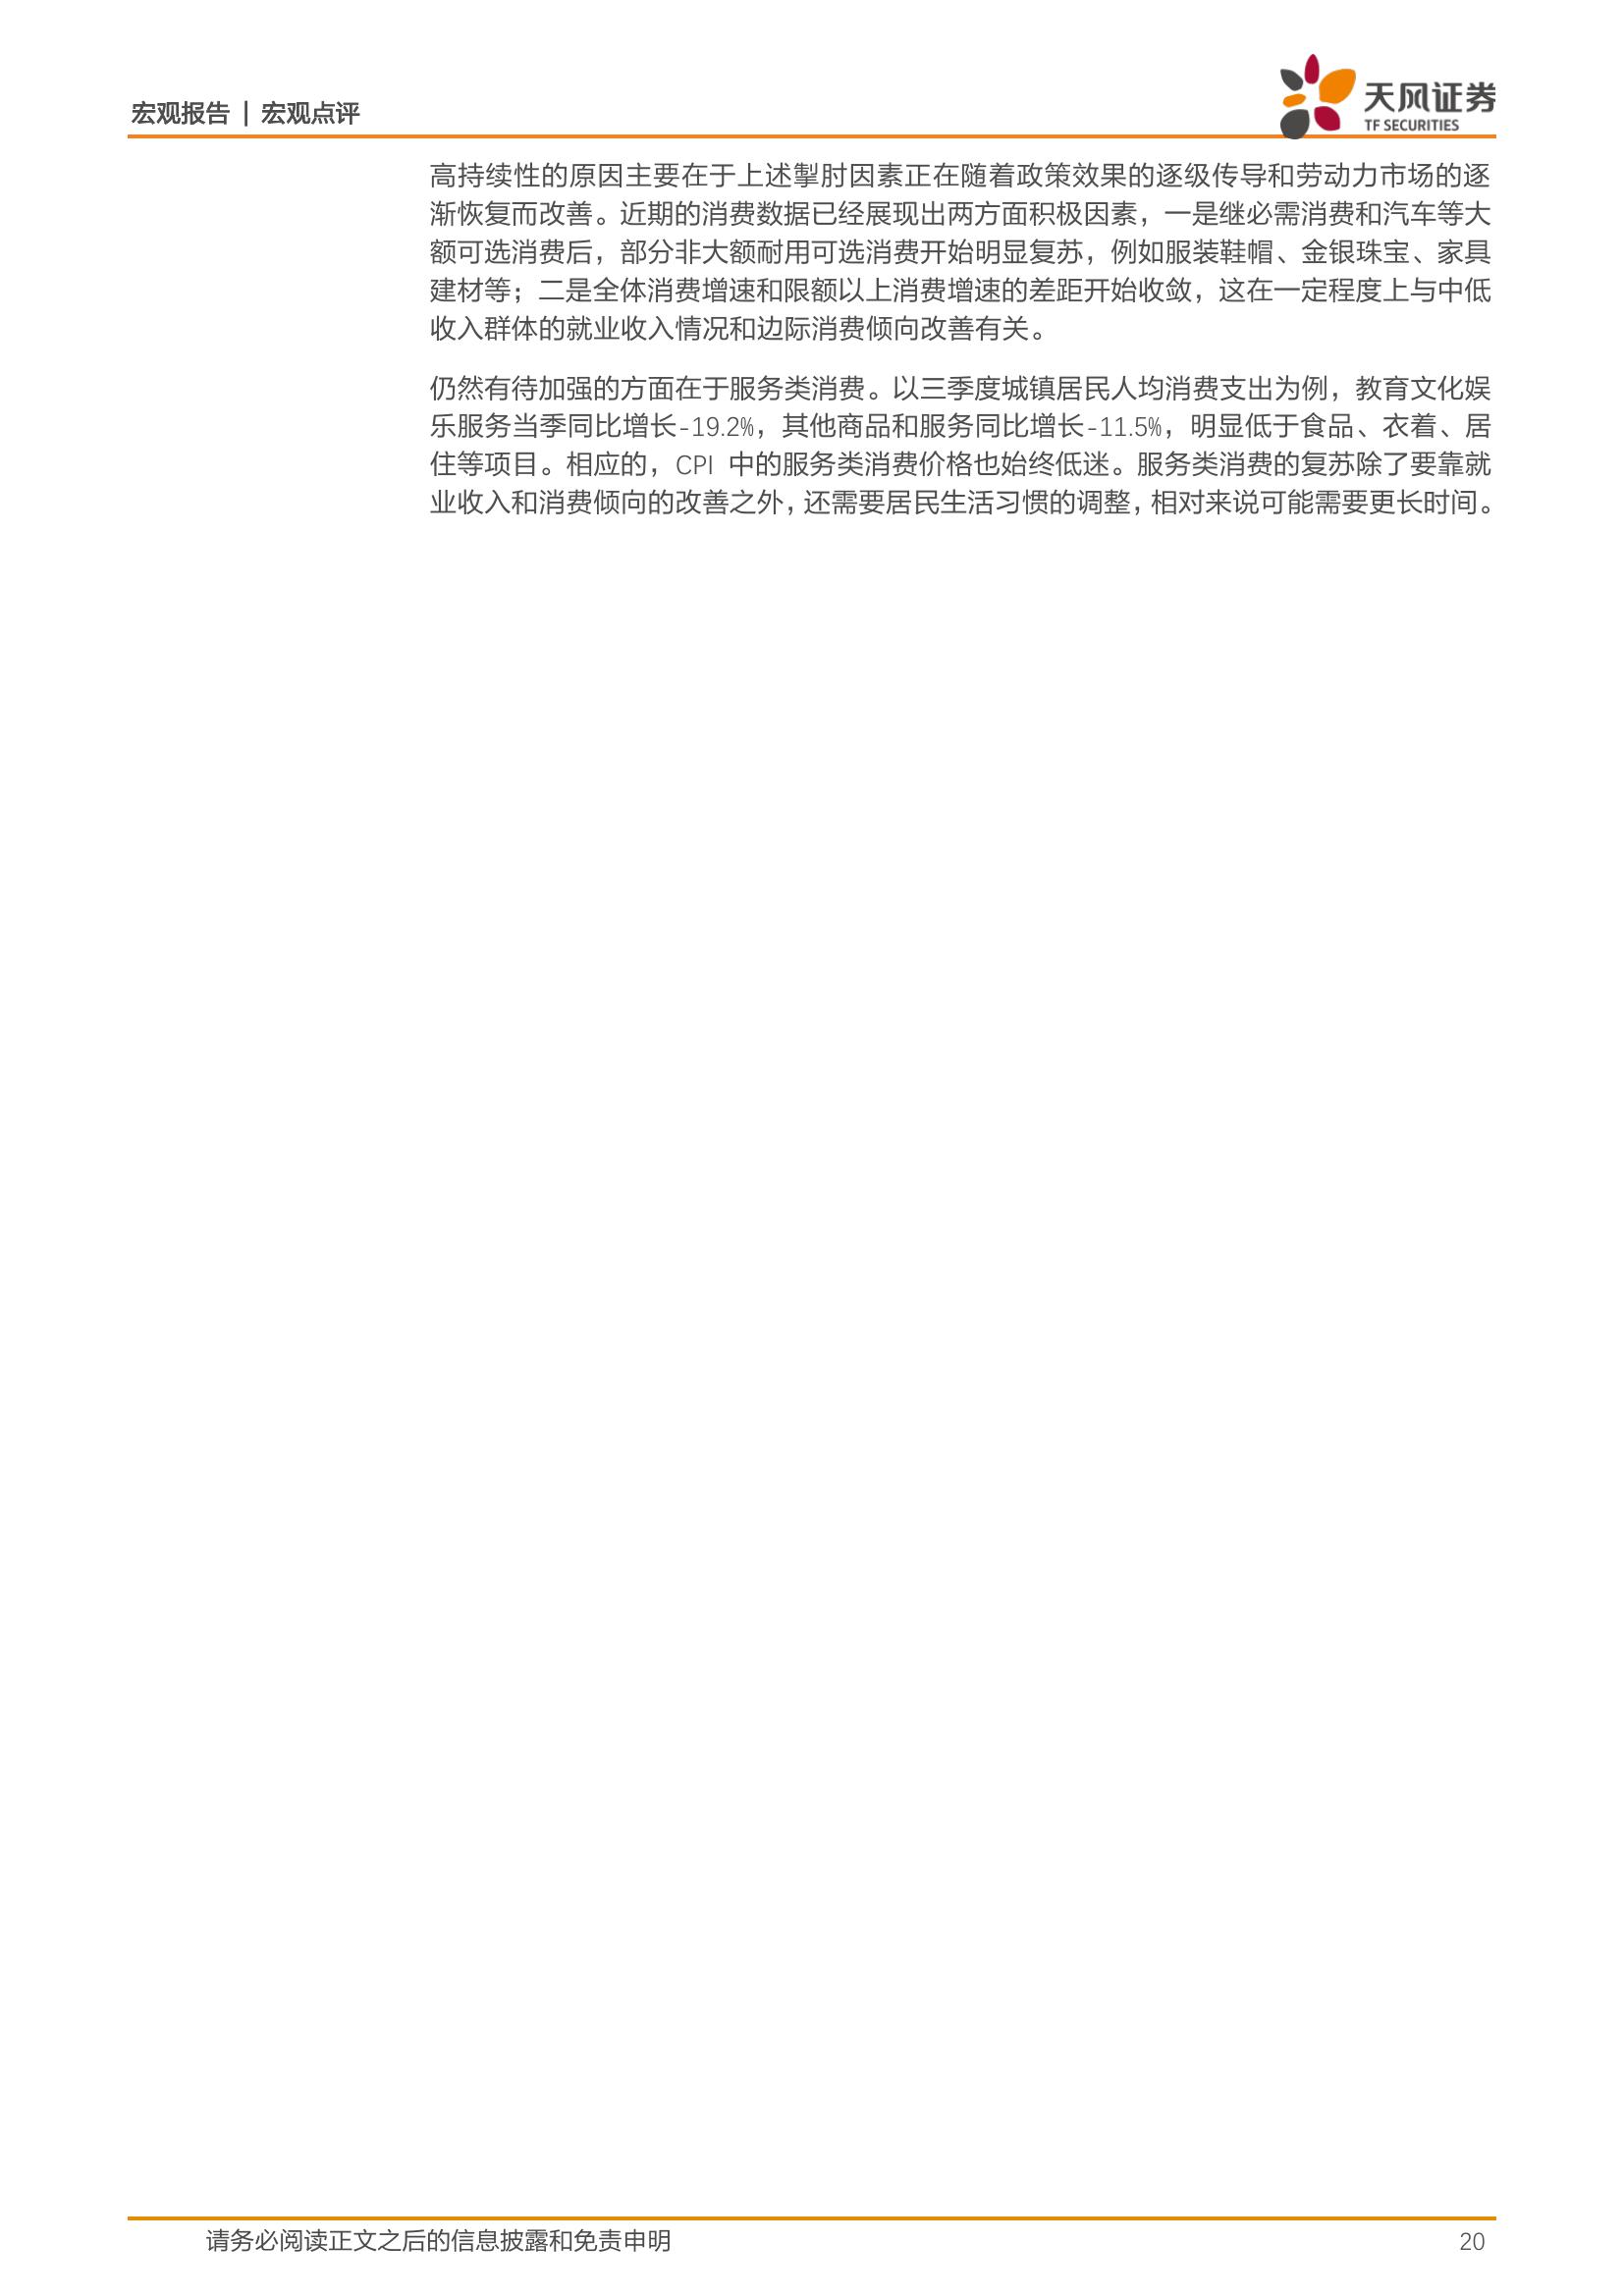 宏观报告 | 宏观点评
天风证券
TF SECURITIES
高持续性的原因主要在于上述掣肘因素正在随着政策效果的逐级传导和劳动力市场的逐
渐恢复而改善。近期的消费数据已经展现出两方面积极因素，一是继必需消费和汽车等大
额可选消费后，部分非大额耐用可选消费开始明显复苏，例如服装鞋帽、金银珠宝、家具
建材等；二是全体消费增速和限额以上消费增速的差距开始收敛，这在一定程度上与中低
收入群体的就业收入情况和边际消费倾向改善有关。
仍然有待加强的方面在于服务类消费。以三季度城镇居民人均消费支出为例，教育文化娱
乐服务当季同比增长-19.2%，其他商品和服务同比增长-11.5%，明显低于食品、衣着、居
住等项目。相应的，CPI 中的服务类消费价格也始终低迷。服务类消费的复苏除了要靠就
业收入和消费倾向的改善之外，还需要居民生活习惯的调整，相对来说可能需要更长时间。
请务必阅读正文之后的信息披露和免责申明
20